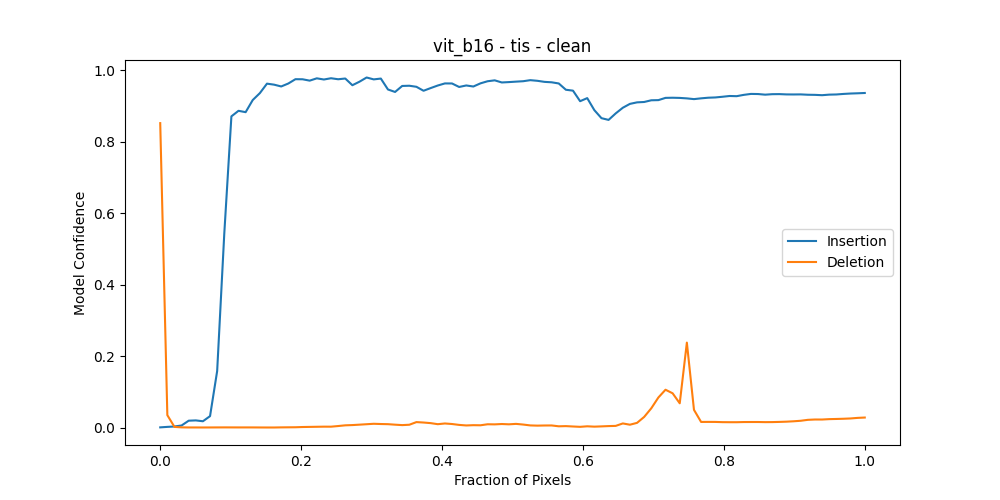 vit_b16 - tis - clean
1.0
0.8
0.6
0.4
0.2
0.0
Model Confidence
Insertion
Deletion
0.0 0.2 0.4 0.6 0.8 1.0
Fraction of Pixels